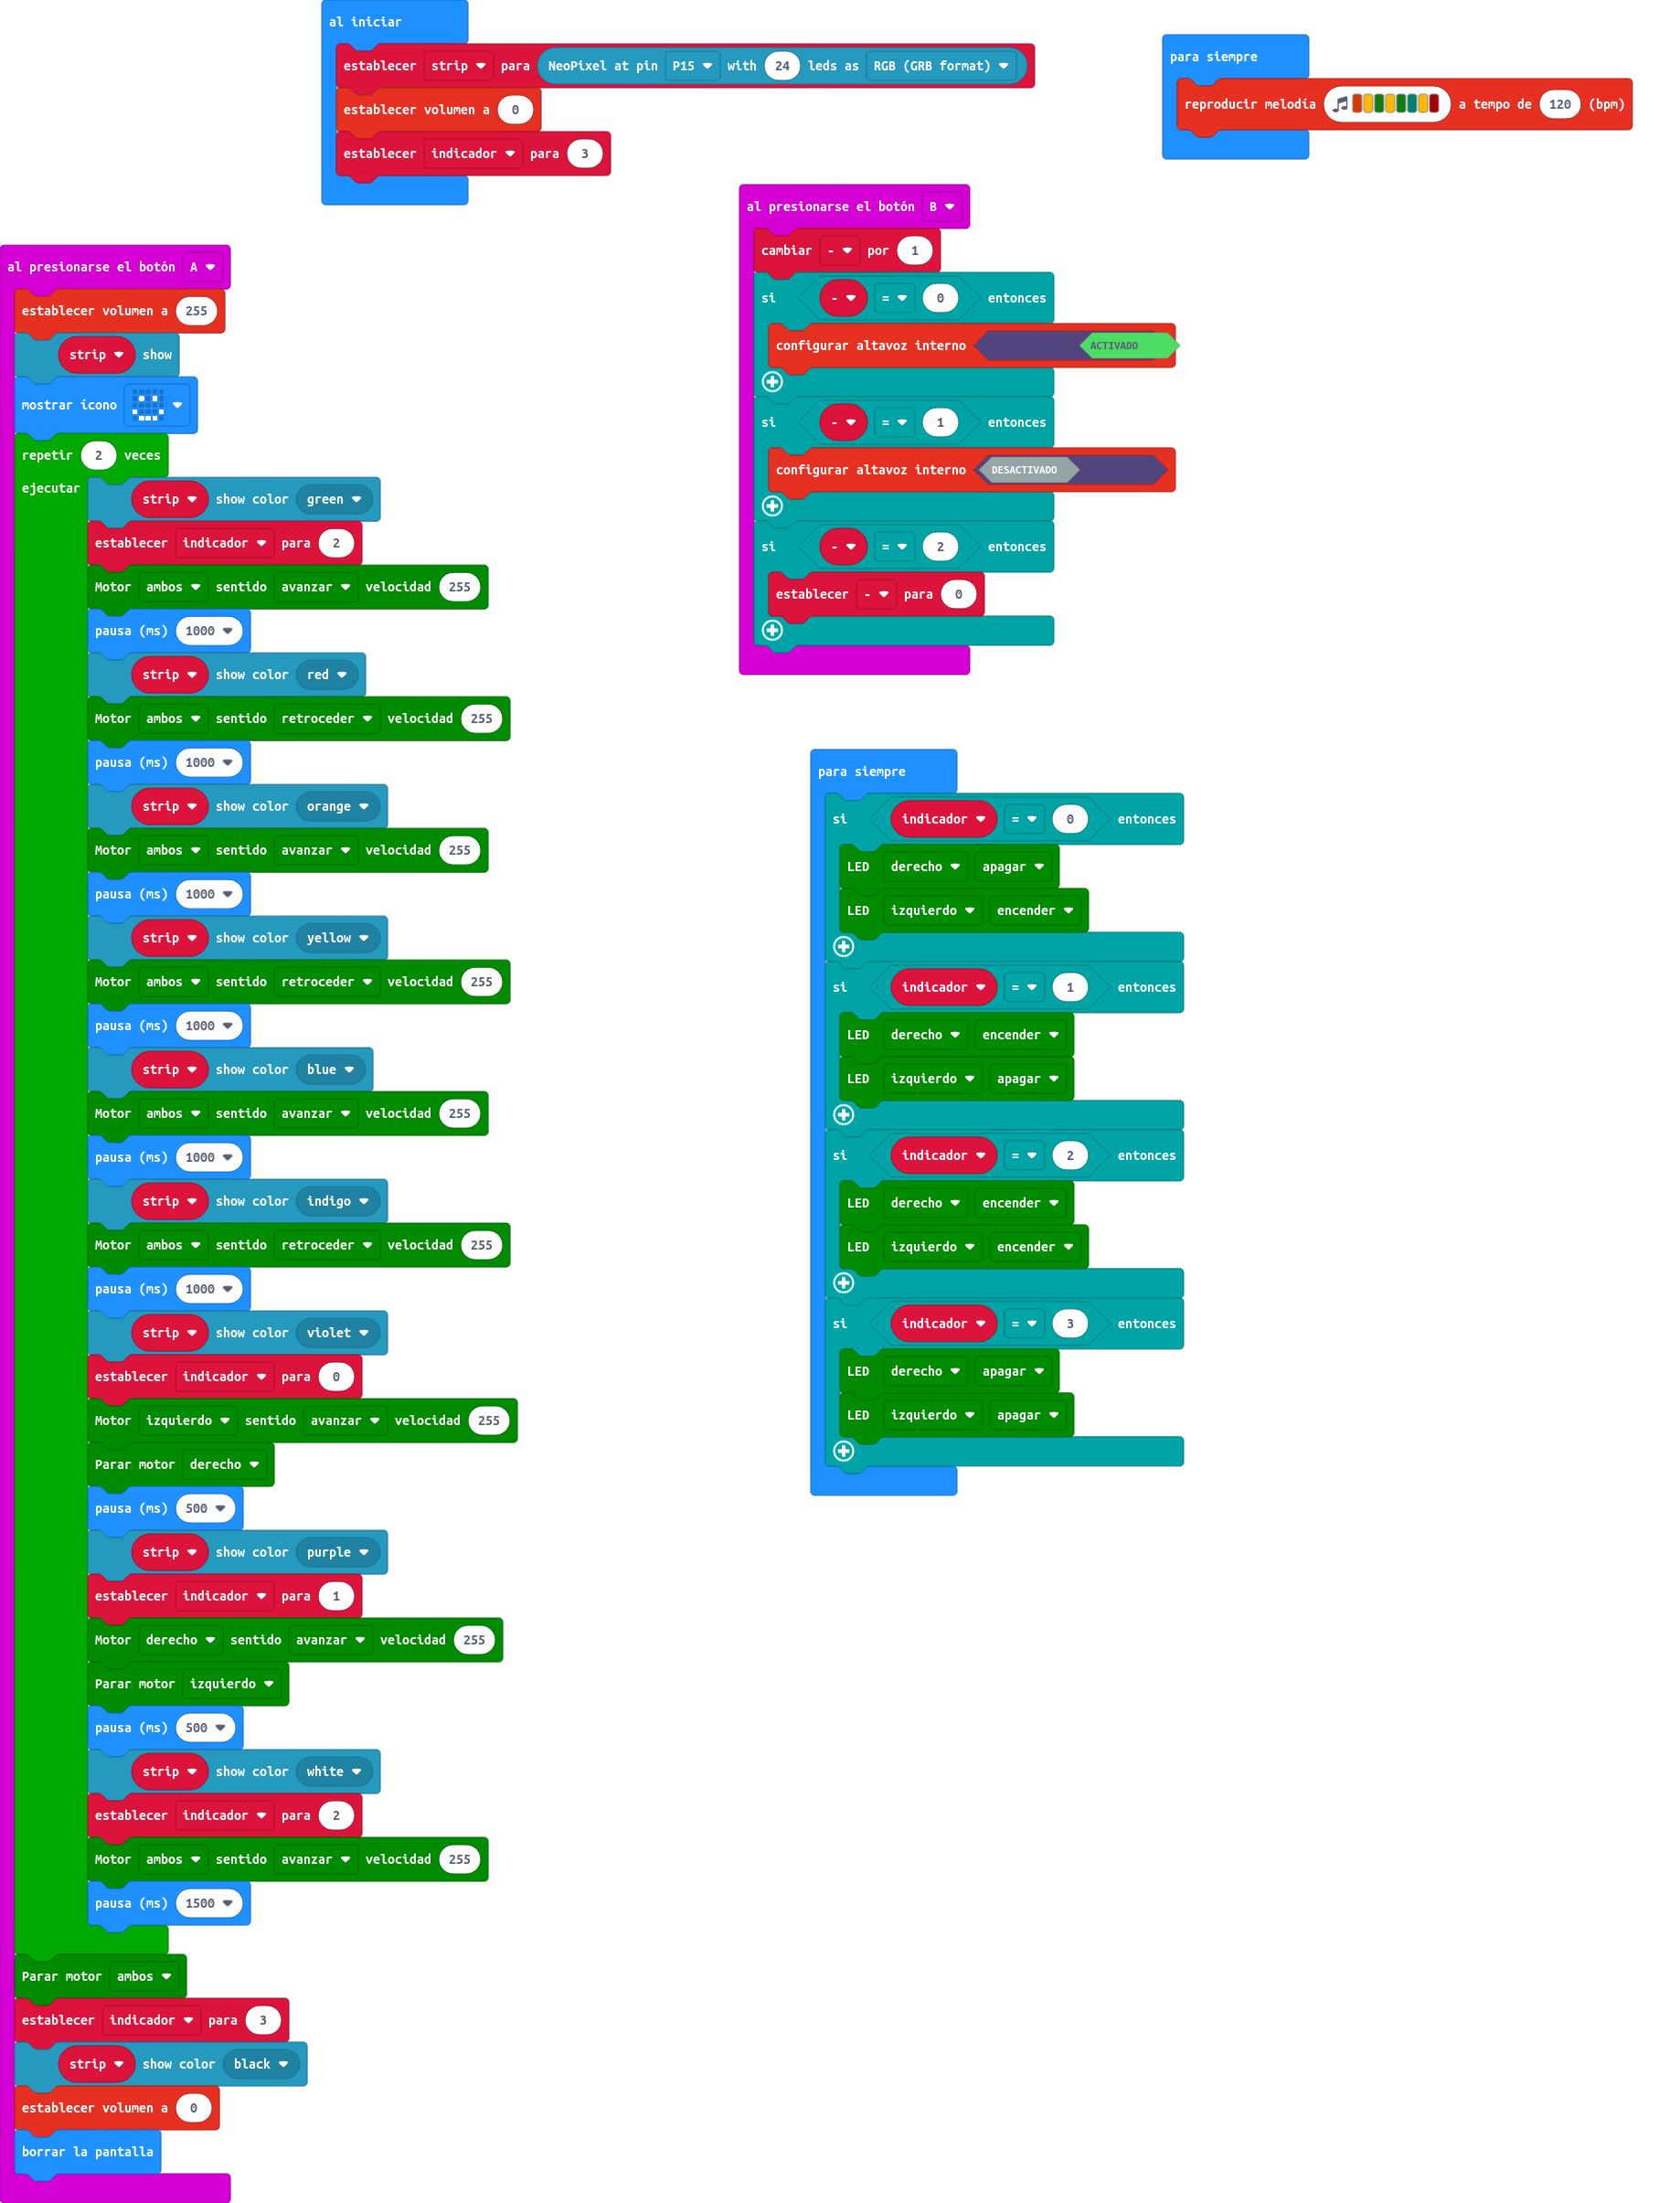 al iniciar
establecer strip para NeoPixel at pin P15 with 24 leds as RGB (GRB format)
establecer volumen a 0
establecer indicador para 3
para siempre
reproducir melodía a tempo de 120 (bpm)
al presionarse el botón B
cambiar - por 1
si - = 0 entonces
configurar altavoz interno ACTIVADO
si - = 1 entonces
configurar altavoz interno DESACTIVADO
si - = 2 entonces
establecer - para 0
al presionarse el botón A
establecer volumen a 255
strip show
mostrar ícono
repetir 2 veces
ejecutar
strip show color green
establecer indicador para 2
Motor ambos sentido avanzar velocidad 255
pausa (ms) 1000
strip show color red
Motor ambos sentido retroceder velocidad 255
pausa (ms) 1000
strip show color orange
Motor ambos sentido avanzar velocidad 255
pausa (ms) 1000
strip show color yellow
Motor ambos sentido retroceder velocidad 255
pausa (ms) 1000
strip show color blue
Motor ambos sentido avanzar velocidad 255
pausa (ms) 1000
strip show color indigo
Motor ambos sentido retroceder velocidad 255
pausa (ms) 1000
strip show color violet
establecer indicador para 0
Motor izquierdo sentido avanzar velocidad 255
Parar motor derecho
pausa (ms) 500
strip show color purple
establecer indicador para 1
Motor derecho sentido avanzar velocidad 255
Parar motor izquierdo
pausa (ms) 500
strip show color white
establecer indicador para 2
Motor ambos sentido avanzar velocidad 255
pausa (ms) 1500
Parar motor ambos
establecer indicador para 3
strip show color black
establecer volumen a 0
borrar la pantalla
para siempre
si indicador = 0 entonces
LED derecho apagar
LED izquierdo encender
si indicador = 1 entonces
LED derecho encender
LED izquierdo apagar
si indicador = 2 entonces
LED derecho encender
LED izquierdo encender
si indicador = 3 entonces
LED derecho apagar
LED izquierdo apagar